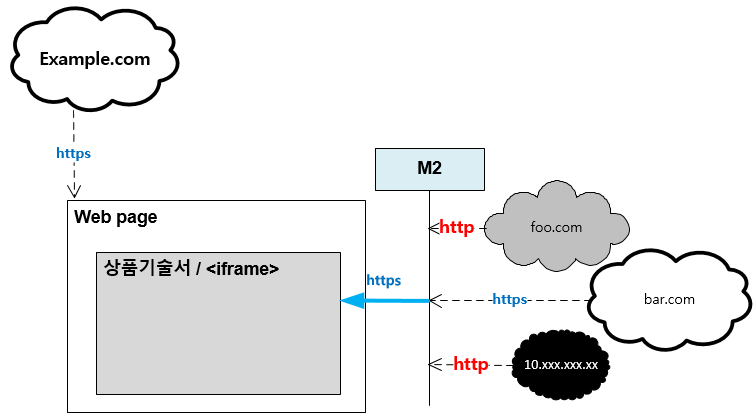 Example.com
https
M2
Web page
http
foo.com
상품기술서 / <iframe>
https
https
bar.com
http
10.xxx.xxx.xx